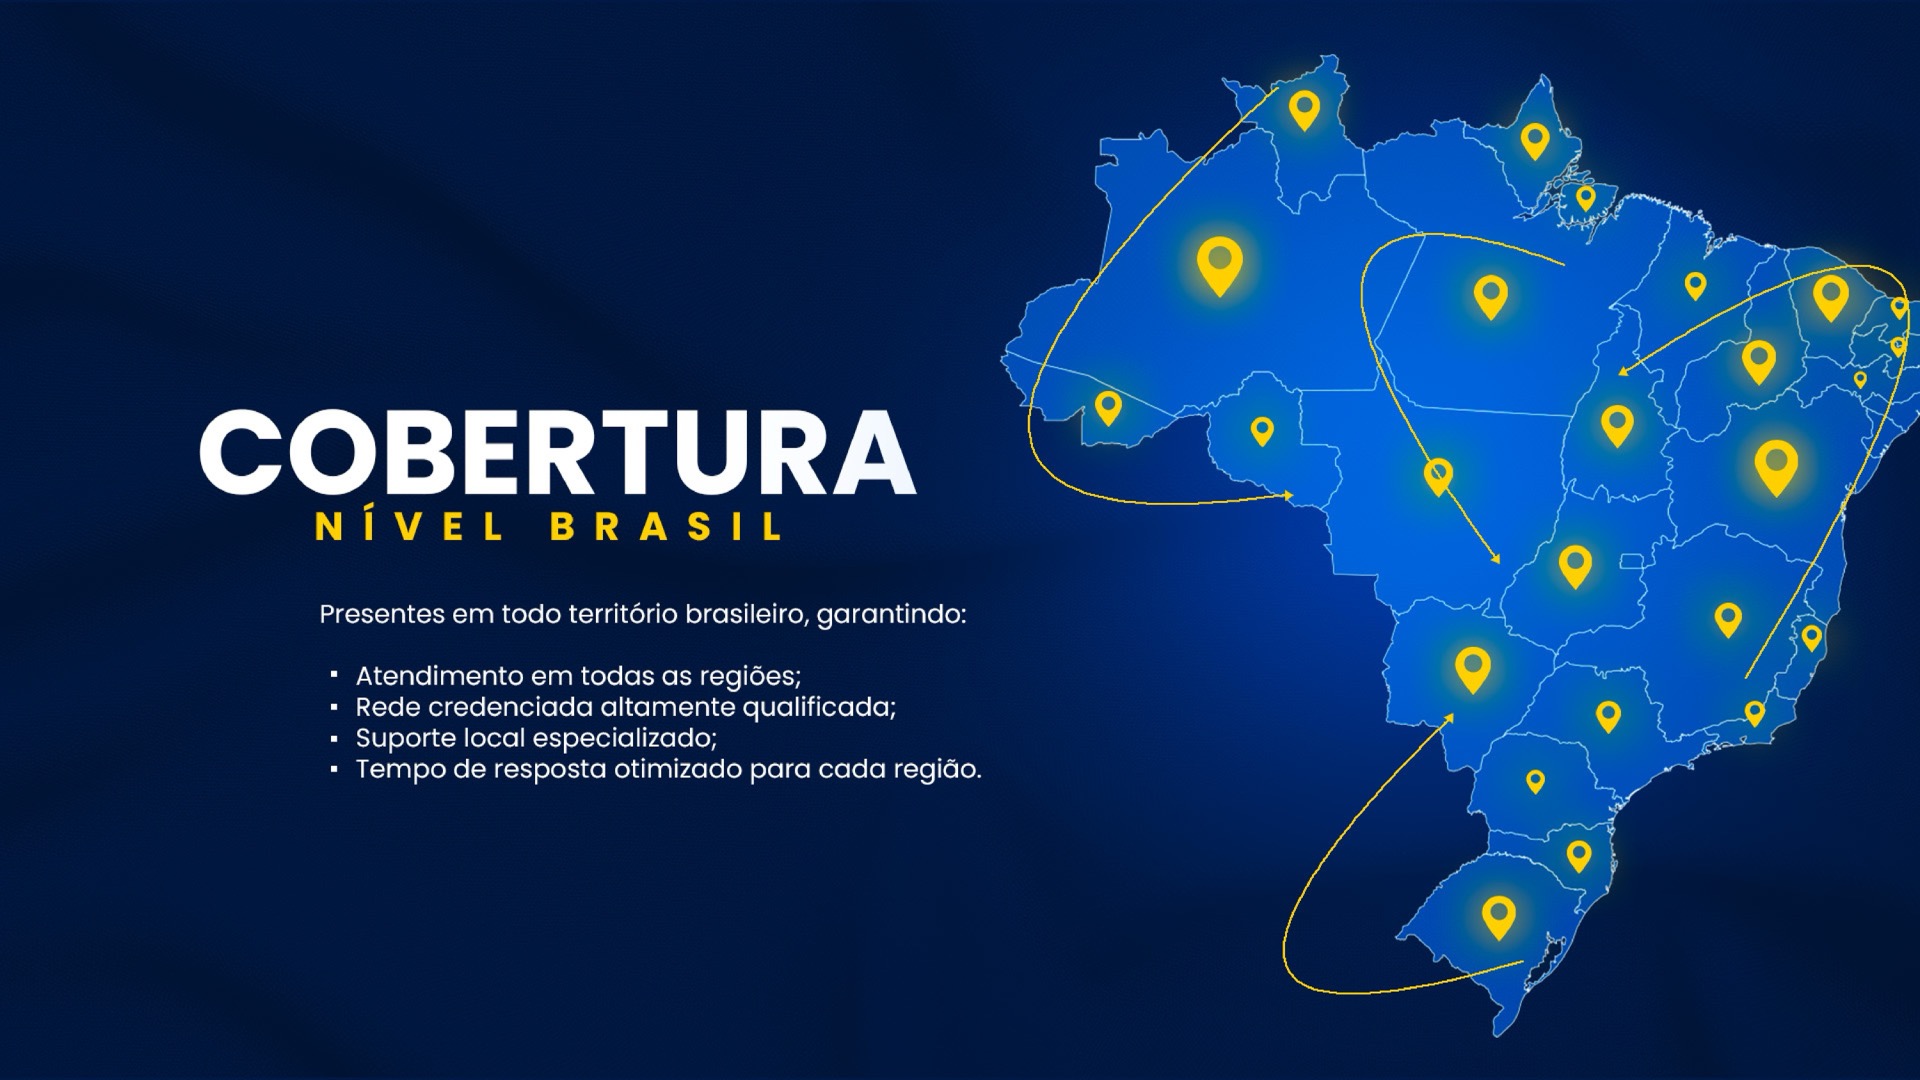 COBERTURA
NÍVEL BRASIL
Presentes em todo território brasileiro, garantindo:
▪ Atendimento em todas as regiões;
▪ Rede credenciada altamente qualificada;
▪ Suporte local especializado;
▪ Tempo de resposta otimizado para cada região.